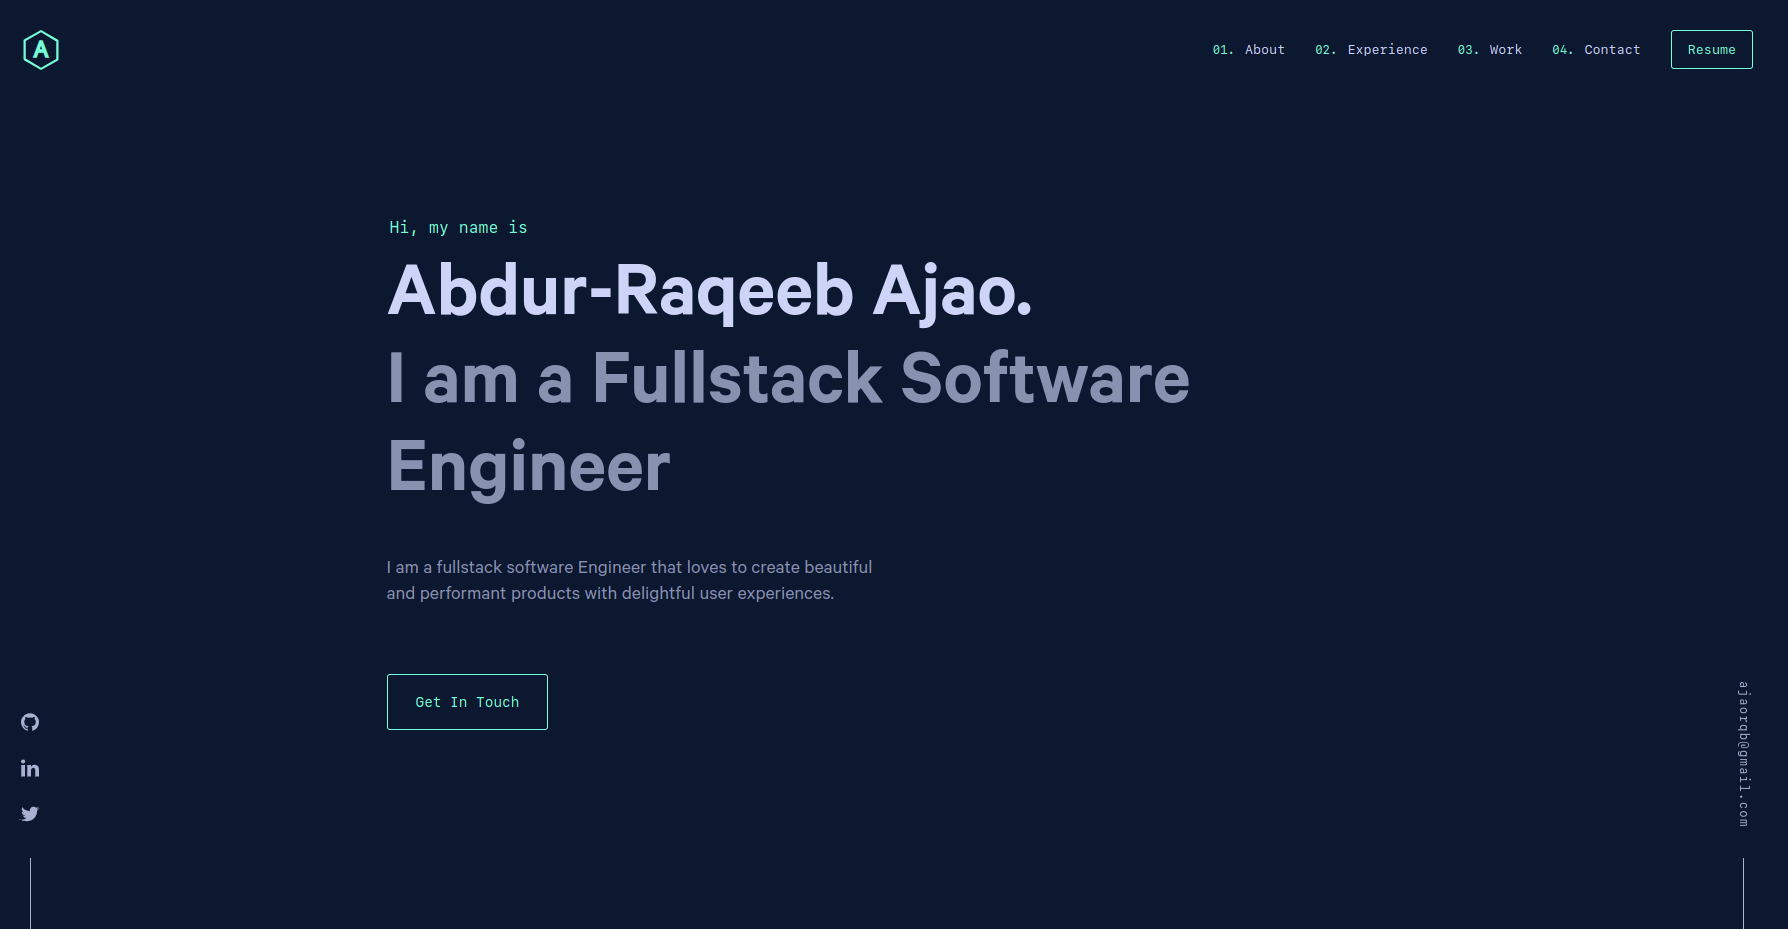 A
01. About 02. Experience 03. Work 04. Contact Resume
Hi, my name is
Abdur-Raqeeb Ajao.
I am a Fullstack Software
Engineer
I am a fullstack software Engineer that loves to create beautiful
and performant products with delightful user experiences.
Get In Touch
in
ajaorqb@gmail.com